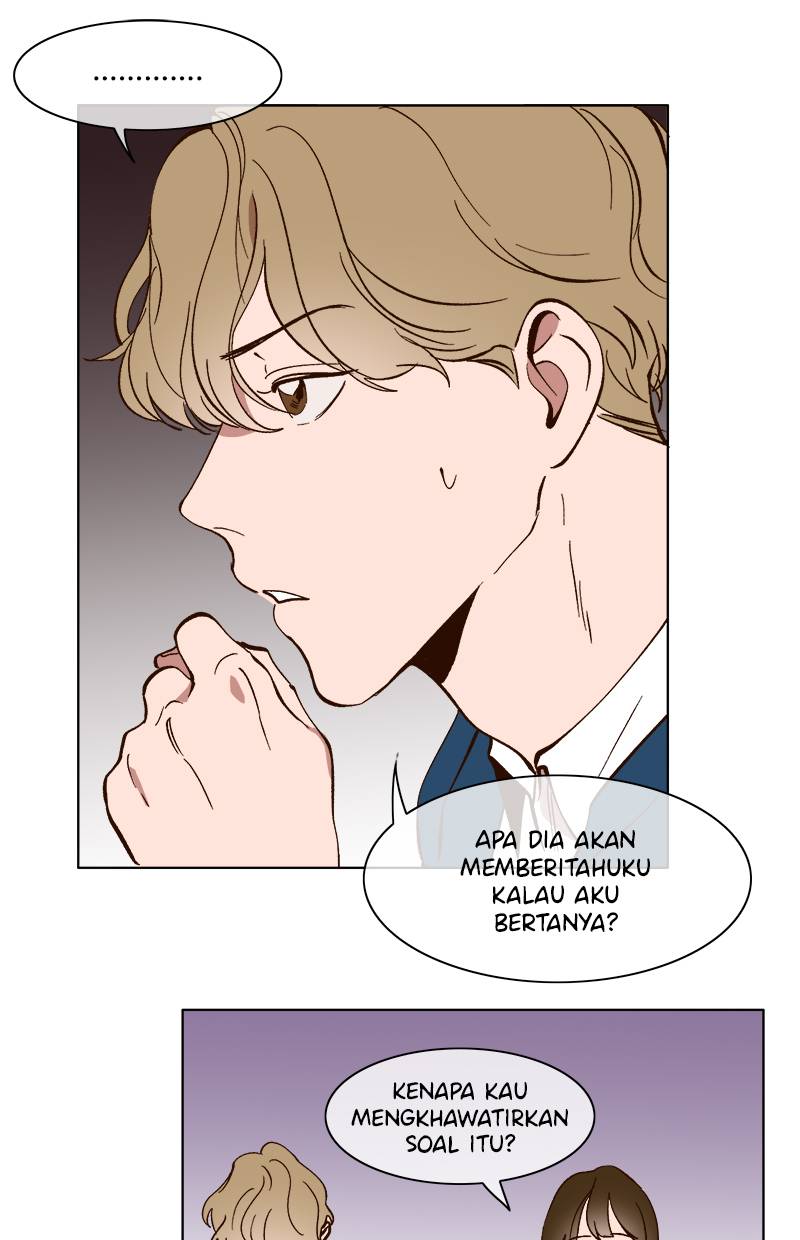 .............
APA DIA AKAN
MEMBERITAHUKU
KALAU AKU
BERTANYA?
KENAPA KAU
MENGKHAWATIRKAN
SOAL ITU?